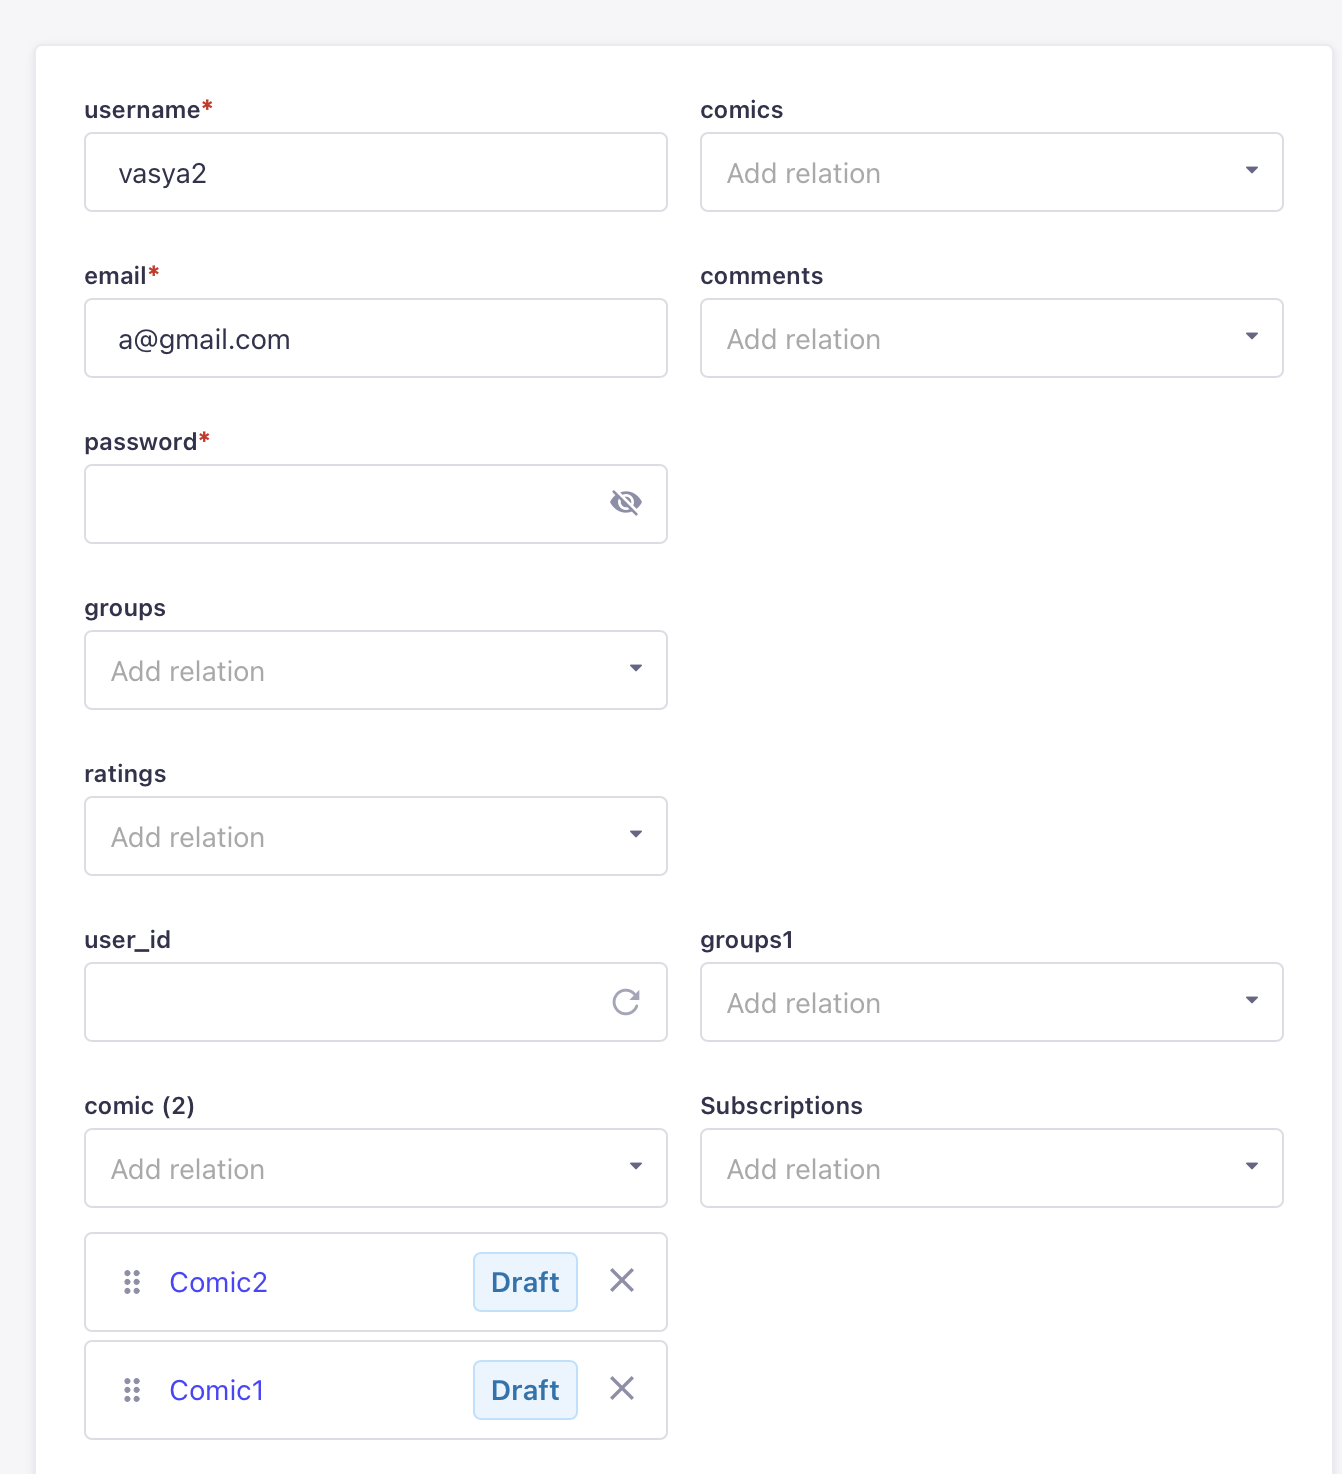 username*
vasya2
comics
Add relation
email*
a@gmail.com
comments
Add relation
password*
groups
Add relation
ratings
Add relation
user_id
groups1
Add relation
comic (2)
Add relation
Subscriptions
Add relation
Comic2
Draft
Comic1
Draft